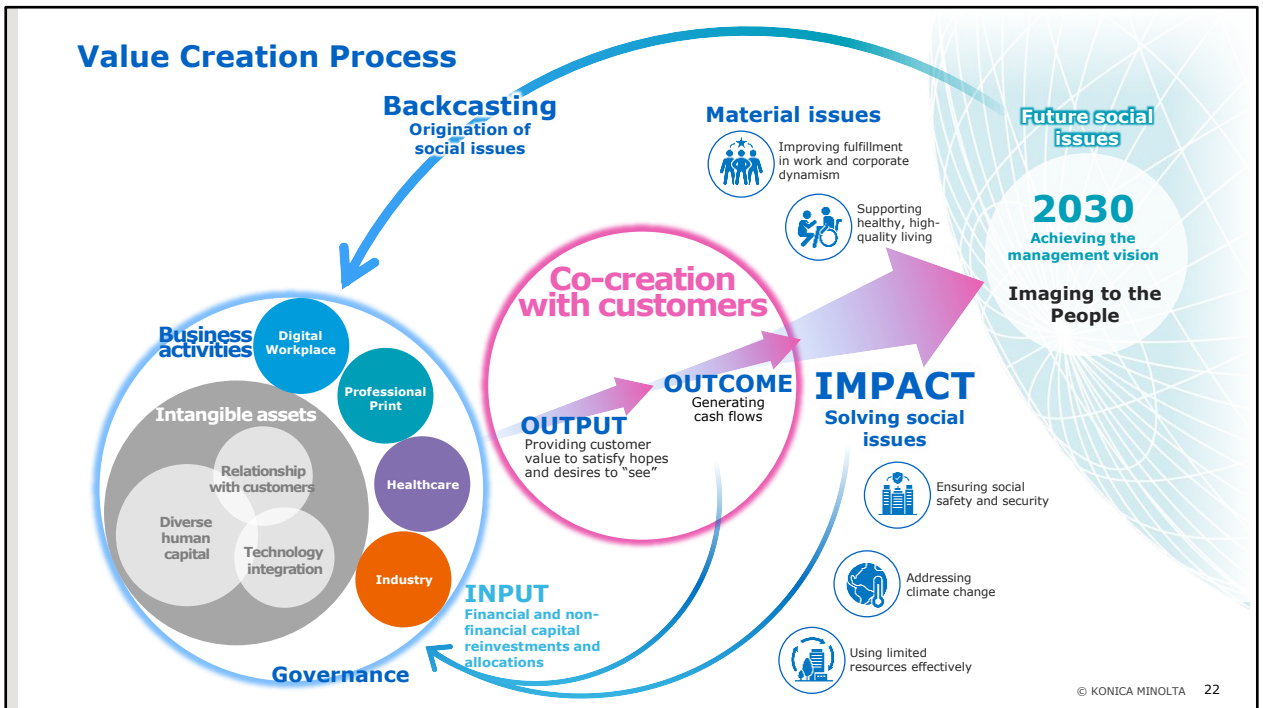 Value Creation Process
Backcasting
Origination of
social issues
Material issues
Improving fulfillment
in work and corporate
dynamism
Supporting
healthy, high-
quality living
Future social
issues
2030
Achieving the
management vision
Imaging to the
People
Co-creation
with customers
Business
activities
Digital
Workplace
Professional
Print
Healthcare
Industry
Intangible assets
Relationship
with customers
Diverse
human
capital
Technology
integration
Governance
OUTPUT
Providing customer
value to satisfy hopes
and desires to “see”
OUTCOME
Generating
cash flows
IMPACT
Solving social
issues
Ensuring social
safety and security
Addressing
climate change
Using limited
resources effectively
INPUT
Financial and non-
financial capital
reinvestments and
allocations
© KONICA MINOLTA 22